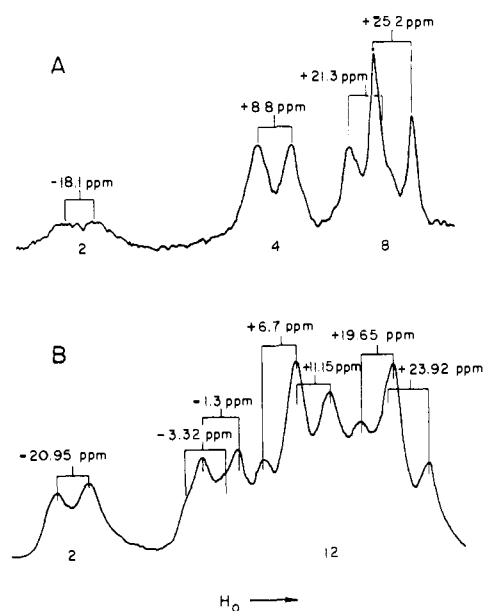 +25.2 ppm
A
+21.3 ppm
+8.8 ppm
-18.1 ppm
2
4
8
+6.7 ppm
+19.65 ppm
B
+11.15 ppm
+23.92 ppm
-1.3 ppm
-3.32 ppm
-20.95 ppm
2
12
H₀